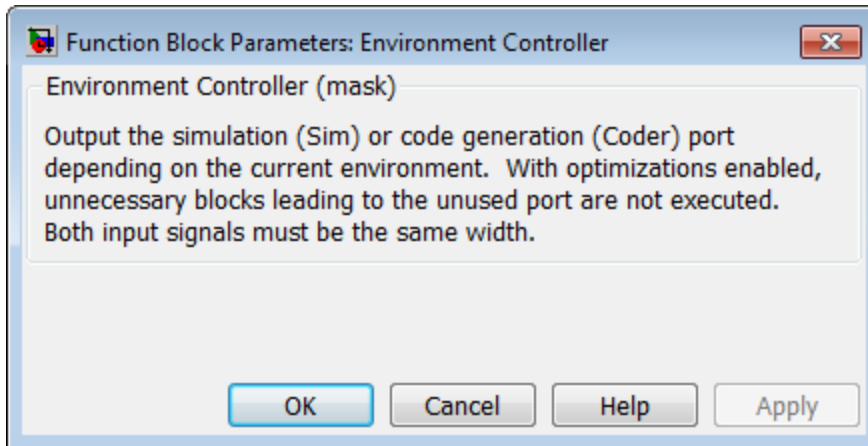 Function Block Parameters: Environment Controller
Environment Controller (mask)
Output the simulation (Sim) or code generation (Coder) port
depending on the current environment.  With optimizations enabled,
unnecessary blocks leading to the unused port are not executed.
Both input signals must be the same width.
OK Cancel Help Apply